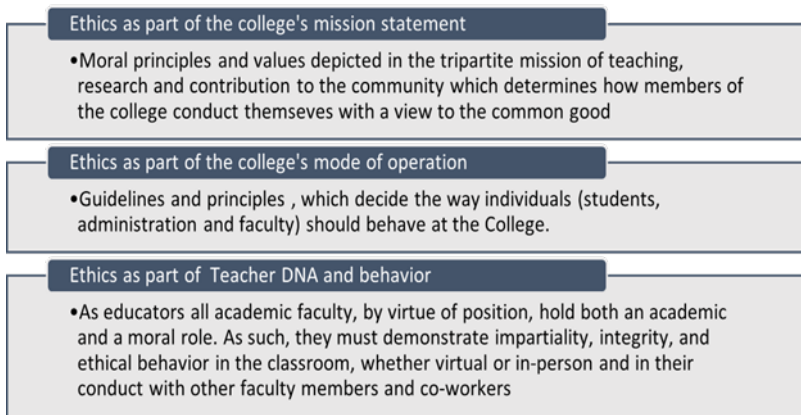 Ethics as part of the college's mission statement
•Moral principles and values depicted in the tripartite mission of teaching,
research and contribution to the community which determines how members of
the college conduct themseves with a view to the common good
Ethics as part of the college's mode of operation
•Guidelines and principles , which decide the way individuals (students,
administration and faculty) should behave at the College.
Ethics as part of  Teacher DNA and behavior
•As educators all academic faculty, by virtue of position, hold both an academic
and a moral role. As such, they must demonstrate impartiality, integrity, and
ethical behavior in the classroom, whether virtual or in-person and in their
conduct with other faculty members and co-workers